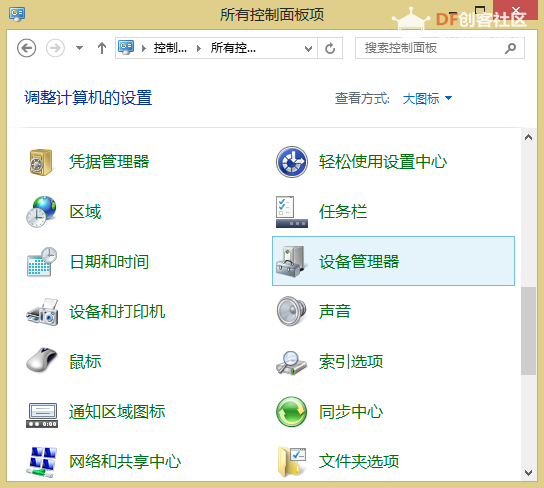 所有控制面板项
DF创客社区
控制...
所有控...
搜索控制面板
调整计算机的设置
查看方式:
大图标
凭据管理器
轻松使用设置中心
区域
任务栏
日期和时间
设备管理器
设备和打印机
声音
鼠标
索引选项
通知区域图标
同步中心
网络和共享中心
文件夹选项